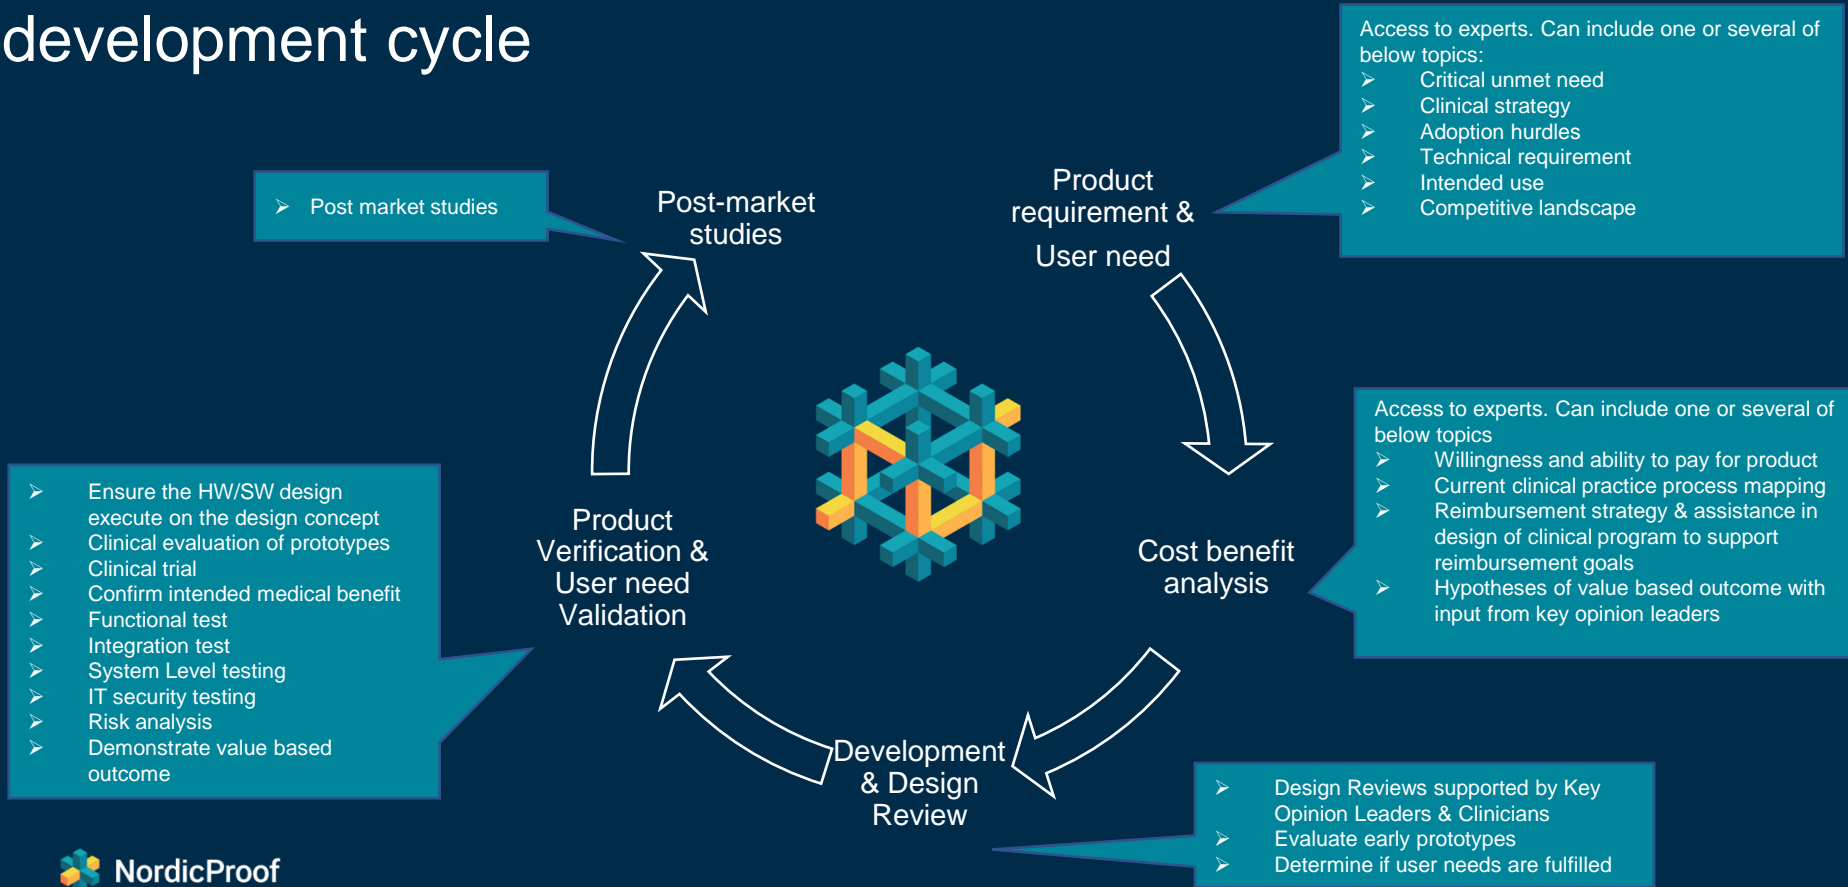 development cycle
Access to experts. Can include one or several of
below topics:
➢ Critical unmet need
➢ Clinical strategy
➢ Adoption hurdles
➢ Technical requirement
➢ Intended use
➢ Competitive landscape
➢ Post market studies
Post-market
studies
Product
requirement &
User need
Access to experts. Can include one or several of
below topics
➢ Willingness and ability to pay for product
➢ Current clinical practice process mapping
➢ Reimbursement strategy & assistance in
design of clinical program to support
reimbursement goals
➢ Hypotheses of value based outcome with
input from key opinion leaders
➢ Ensure the HW/SW design
execute on the design concept
➢ Clinical evaluation of prototypes
➢ Clinical trial
➢ Confirm intended medical benefit
➢ Functional test
➢ Integration test
➢ System Level testing
➢ IT security testing
➢ Risk analysis
➢ Demonstrate value based
outcome
Product
Verification &
User need
Validation
Cost benefit
analysis
Development
& Design
Review
➢ Design Reviews supported by Key
Opinion Leaders & Clinicians
➢ Evaluate early prototypes
➢ Determine if user needs are fulfilled
NordicProof